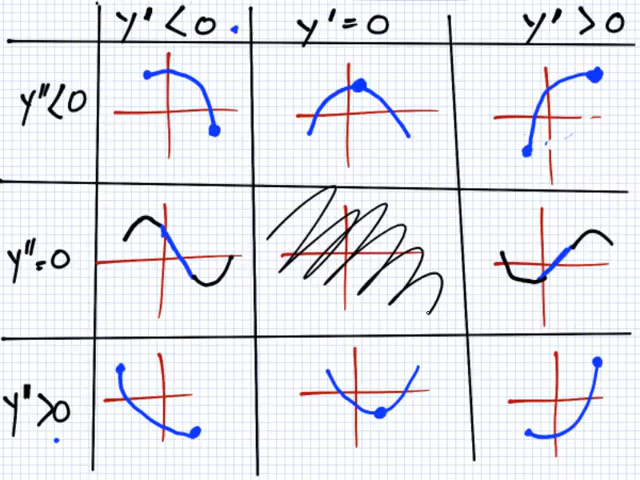 y' < 0 y' = 0 y' > 0
y'' < 0
y'' = 0
y'' > 0